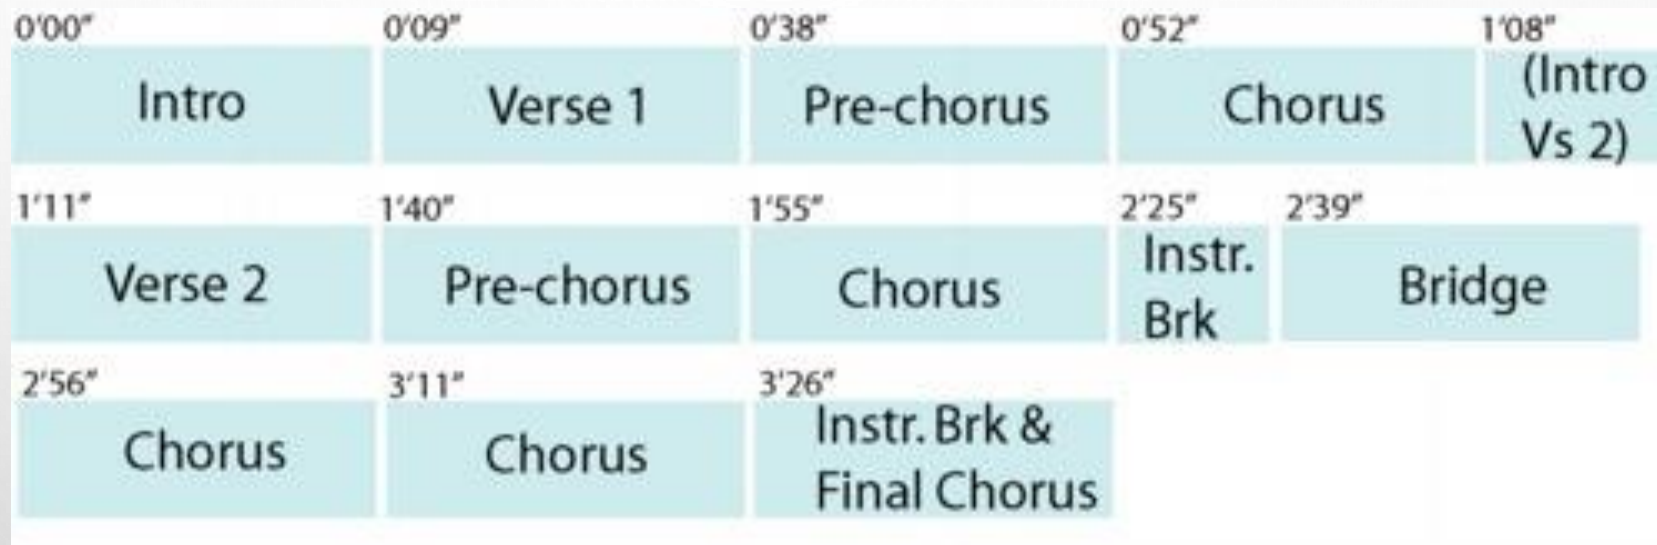 0'00" 0'09" 0'38" 0'52" 1'08"
Intro Verse 1 Pre-chorus Chorus (Intro
Vs 2)
1'11" 1'40" 1'55" 2'25" 2'39"
Verse 2 Pre-chorus Chorus Instr.
Brk Bridge
2'56" 3'11" 3'26"
Chorus Chorus Instr. Brk &
Final Chorus